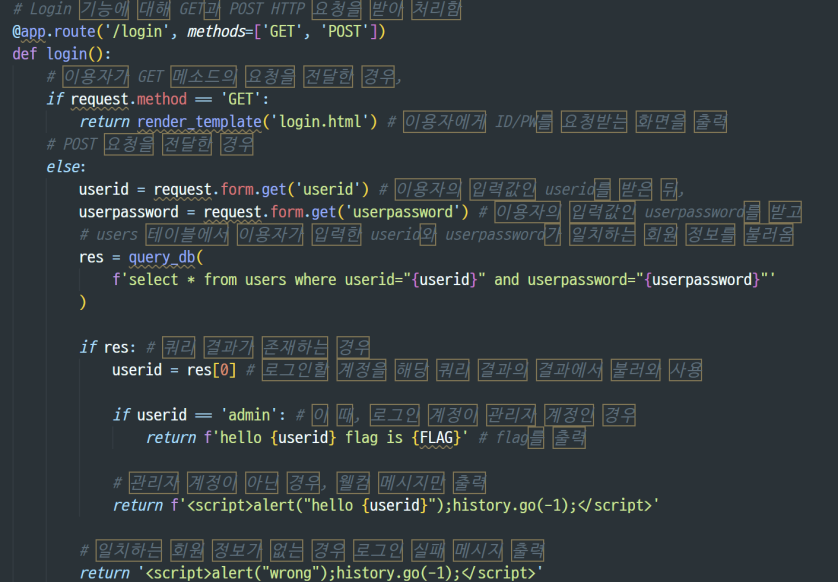 # Login 기능에 대해 GET과 POST HTTP 요청을 받아 처리함
@app.route('/login', methods=['GET', 'POST'])
def login():
# 이용자가 GET 메소드의 요청을 전달한 경우,
if request.method == 'GET':
return render_template('login.html') # 이용자에게 ID/PW를 요청받는 화면을 출력
# POST 요청을 전달한 경우
else:
userid = request.form.get('userid') # 이용자의 입력값인 userid를 받은 뒤,
userpassword = request.form.get('userpassword') # 이용자의 입력값인 userpassword를 받고
# users 테이블에서 이용자가 입력한 userid와 userpassword가 일치하는 회원 정보를 불러옴
res = query_db(
f'select * from users where userid="{userid}" and userpassword="{userpassword}"'
)
if res: # 쿼리 결과가 존재하는 경우
userid = res[0] # 로그인할 계정을 해당 쿼리 결과의 결과에서 불러와 사용
if userid == 'admin': # 이 때, 로그인 계정이 관리자 계정인 경우
return f'hello {userid} flag is {FLAG}' # flag를 출력
# 관리자 계정이 아닌 경우, 웰컴 메시지만 출력
return f'<script>alert("hello {userid}");history.go(-1);</script>'
# 일치하는 회원 정보가 없는 경우 로그인 실패 메시지 출력
return '<script>alert("wrong");history.go(-1);</script>'